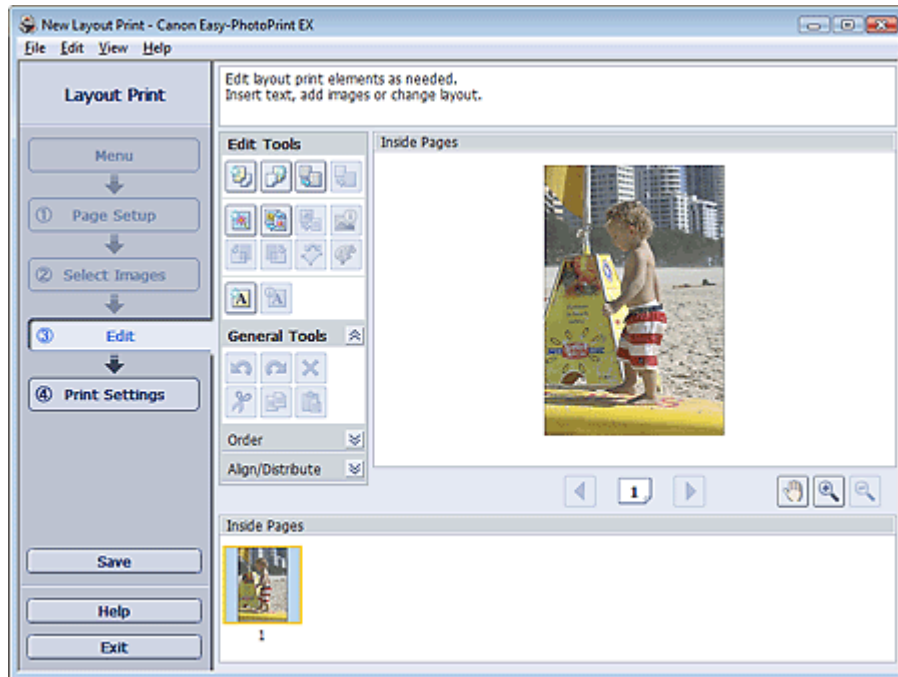 New Layout Print - Canon Easy-PhotoPrint EX
File Edit View Help
Layout Print
Menu
① Page Setup
② Select Images
③ Edit
④ Print Settings
Save
Help
Exit
Edit layout print elements as needed.
Insert text, add images or change layout.
Edit Tools
A A
General Tools
Order
Align/Distribute
Inside Pages
1
Inside Pages
1